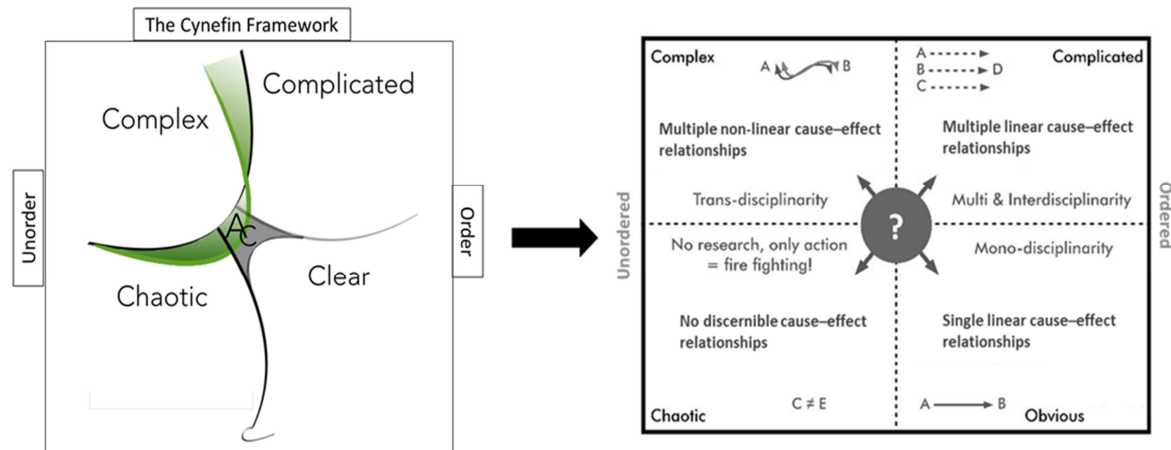 The Cynefin Framework
Complicated
Complex
Unorder
Order
AC
Clear
Chaotic
Complex
A B
A
B D
C
Complicated
Multiple non-linear cause–effect
relationships
Multiple linear cause–effect
relationships
Trans-disciplinarity
Multi & Interdisciplinarity
?
Unordered
Ordered
No research, only action
= fire fighting!
Mono-disciplinarity
No discernible cause–effect
relationships
Single linear cause–effect
relationships
Chaotic
C ≠ E
A B
Obvious